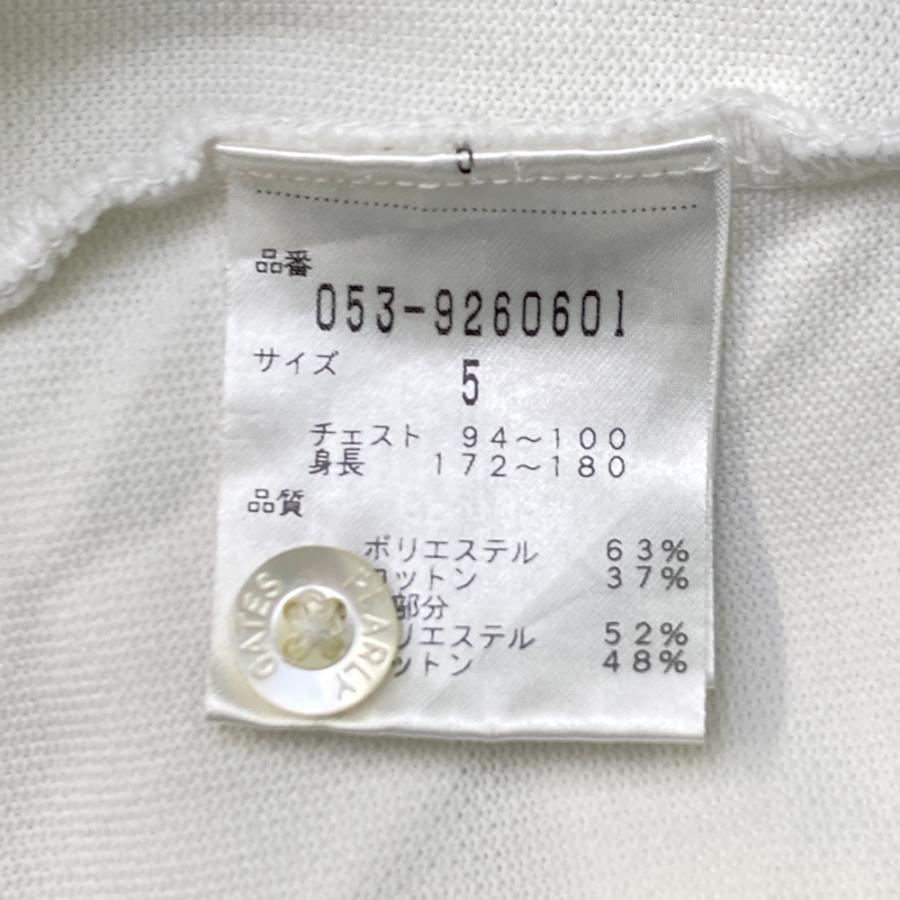 5
品番
053-9260601
サイズ
5
チェスト 94～100
身長 172～180
品質
ポリエステル 63%
コットン 37%
部分
リエステル 52%
ットン 48%
PEARLY GATES